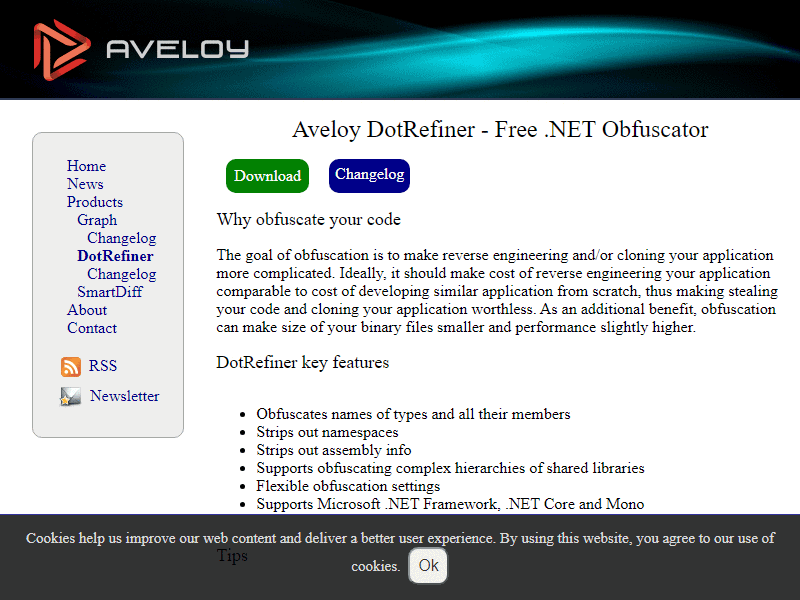 AVELOY
Home
News
Products
Graph
Changelog
DotRefiner
Changelog
SmartDiff
About
Contact
RSS
Newsletter
Aveloy DotRefiner - Free .NET Obfuscator
Download
Changelog
Why obfuscate your code
The goal of obfuscation is to make reverse engineering and/or cloning your application
more complicated. Ideally, it should make cost of reverse engineering your application
comparable to cost of developing similar application from scratch, thus making stealing
your code and cloning your application worthless. As an additional benefit, obfuscation
can make size of your binary files smaller and performance slightly higher.
DotRefiner key features
Obfuscates names of types and all their members
Strips out namespaces
Strips out assembly info
Supports obfuscating complex hierarchies of shared libraries
Flexible obfuscation settings
Supports Microsoft .NET Framework, .NET Core and Mono
Tips
Cookies help us improve our web content and deliver a better user experience. By using this website, you agree to our use of
cookies. Ok